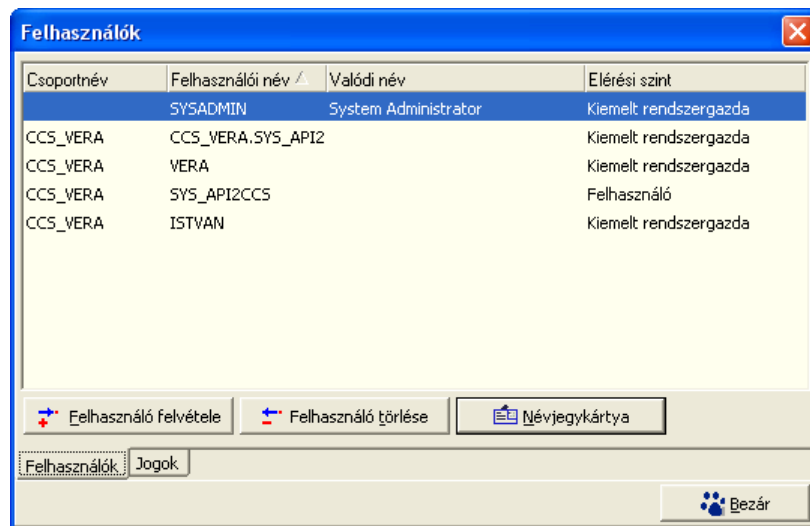 Felhasználók
Csoportnév Felhasználói név Valódi név Elérési szint
SYSADMIN System Administrator Kiemelt rendszergazda
CCS_VERA CCS_VERA.SYS_API2 Kiemelt rendszergazda
CCS_VERA VERA Kiemelt rendszergazda
CCS_VERA SYS_API2CCS Felhasználó
CCS_VERA ISTVAN Kiemelt rendszergazda
Felhasználó felvétele Felhasználó törlése Névjegykártya
Felhasználók Jogok
Bezár